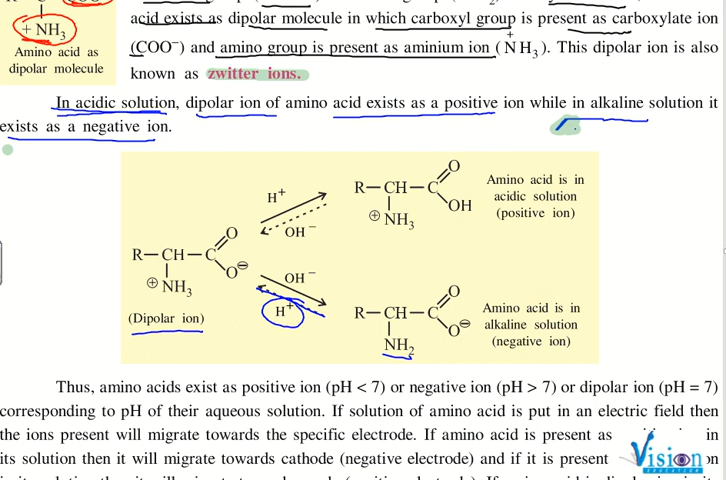 acid exists as dipolar molecule in which carboxyl group is present as carboxylate ion
+ NH3
(COO⁻) and amino group is present as aminium ion (N⁺H3). This dipolar ion is also
Amino acid as
dipolar molecule
known as zwitter ions.
In acidic solution, dipolar ion of amino acid exists as a positive ion while in alkaline solution it
exists as a negative ion.
R—CH—C
O
OH
⊕ NH3
Amino acid is in
acidic solution
(positive ion)
H⁺
OH⁻
R—CH—C
O
O⊖
⊕ NH3
(Dipolar ion)
OH⁻
H⁺
R—CH—C
O
O⊖
NH2
Amino acid is in
alkaline solution
(negative ion)
Thus, amino acids exist as positive ion (pH < 7) or negative ion (pH > 7) or dipolar ion (pH = 7)
corresponding to pH of their aqueous solution. If solution of amino acid is put in an electric field then
the ions present will migrate towards the specific electrode. If amino acid is present as in
its solution then it will migrate towards cathode (negative electrode) and if it is present on
Vision